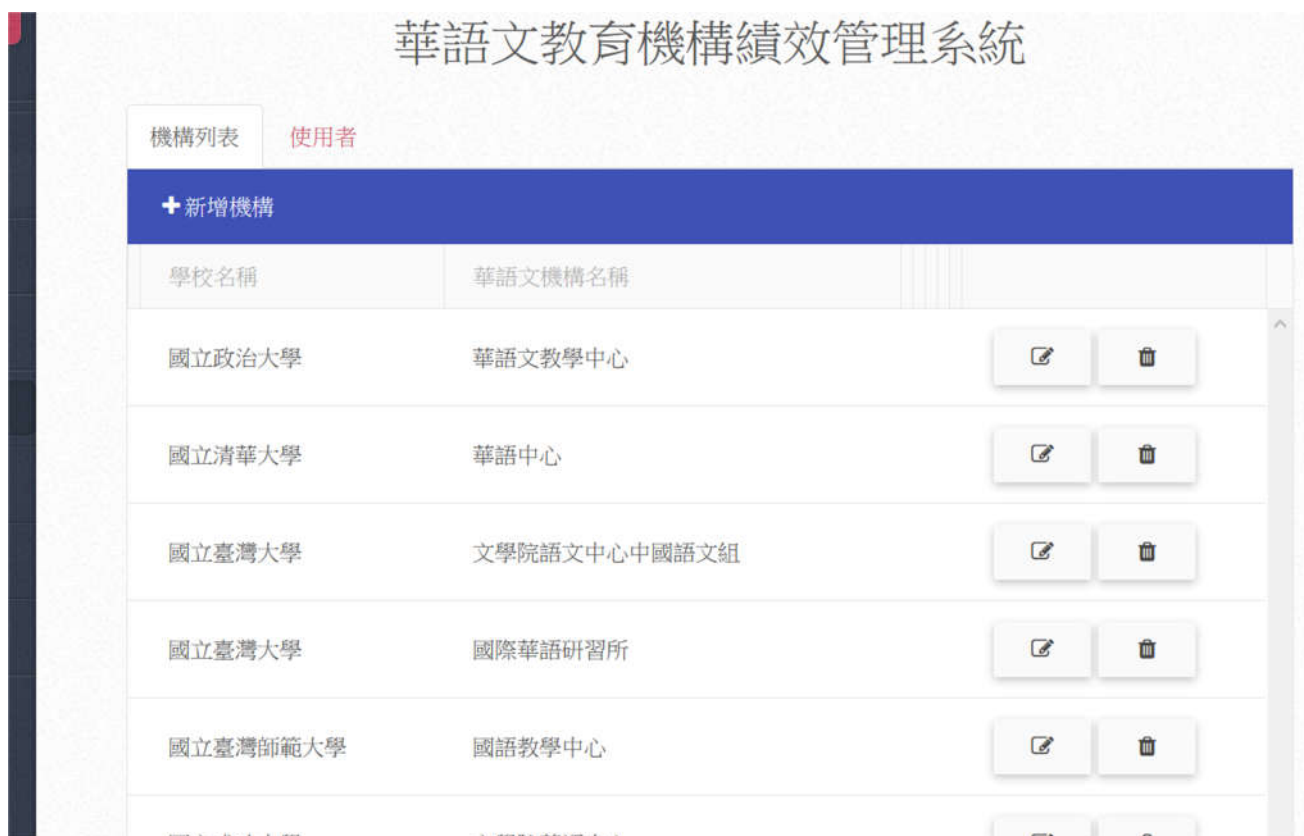 華語文教育機構績效管理系統
機構列表 使用者
新增機構
學校名稱 華語文機構名稱
國立政治大學 華語文教學中心
國立清華大學 華語中心
國立臺灣大學 文學院語文中心中國語文組
國立臺灣大學 國際華語研習所
國立臺灣師範大學 國語教學中心